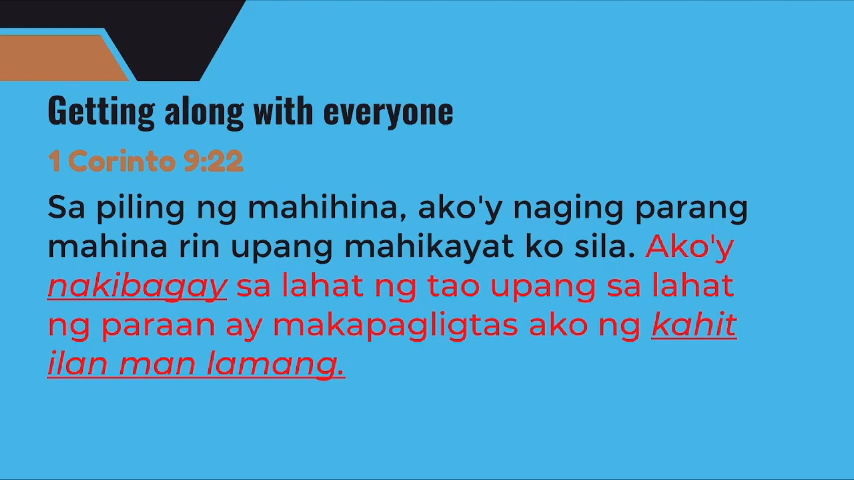 Getting along with everyone
1 Corinto 9:22
Sa piling ng mahihina, ako'y naging parang
mahina rin upang mahikayat ko sila. Ako'y
nakibagay sa lahat ng tao upang sa lahat
ng paraan ay makapagligtas ako ng kahit
ilan man lamang.